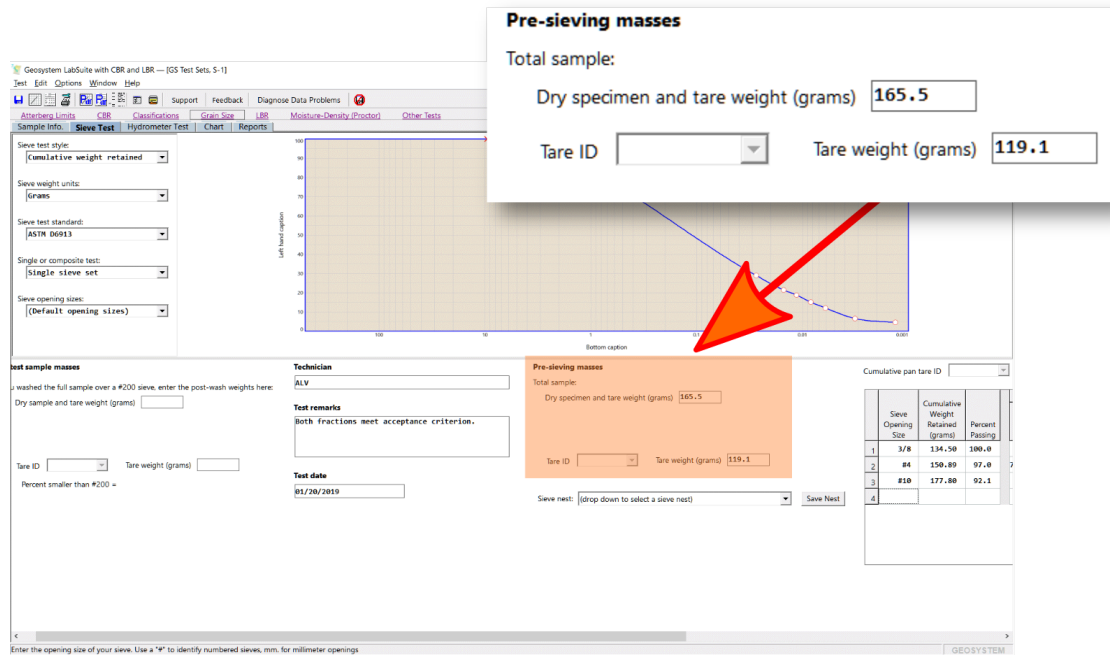 Pre-sieving masses
Total sample:
Dry specimen and tare weight (grams) 165.5
Tare ID Tare weight (grams) 119.1
Geosystem LabSuite with CBR and LBR — [GS Test Sets, S-1]
Test Edit Options Window Help
Support Feedback Diagnose Data Problems
Atterberg Limits CBR Classifications Grain Size LBR Moisture-Density (Proctor) Other Tests
Sample Info. Sieve Test Hydrometer Test Chart Reports
Sieve test style:
Cumulative weight retained
Sieve weight units:
Grams
Sieve test standard:
ASTM D6913
Single or composite test:
Single sieve set
Sieve opening sizes:
(Default opening sizes)
Left hand caption
100
90
80
70
60
50
40
30
20
10
0
100 10 1 0.1 0.01 0.001
Bottom caption
test sample masses
u washed the full sample over a #200 sieve, enter the post-wash weights here:
Dry sample and tare weight (grams)
Tare ID Tare weight (grams)
Percent smaller than #200 =
Technician
ALV
Test remarks
Both fractions meet acceptance criterion.
Test date
01/20/2019
Pre-sieving masses
Total sample:
Dry specimen and tare weight (grams) 165.5
Tare ID Tare weight (grams) 119.1
Sieve nest: (drop down to select a sieve nest) Save Nest
Cumulative pan tare ID
Sieve Opening Size Cumulative Weight Retained (grams) Percent Passing
1 3/8 134.50 100.0
2 #4 150.89 97.0 7
3 #10 177.80 92.1
4
Enter the opening size of your sieve. Use a "#" to identify numbered sieves, mm. for millimeter openings
GEOSYSTEM